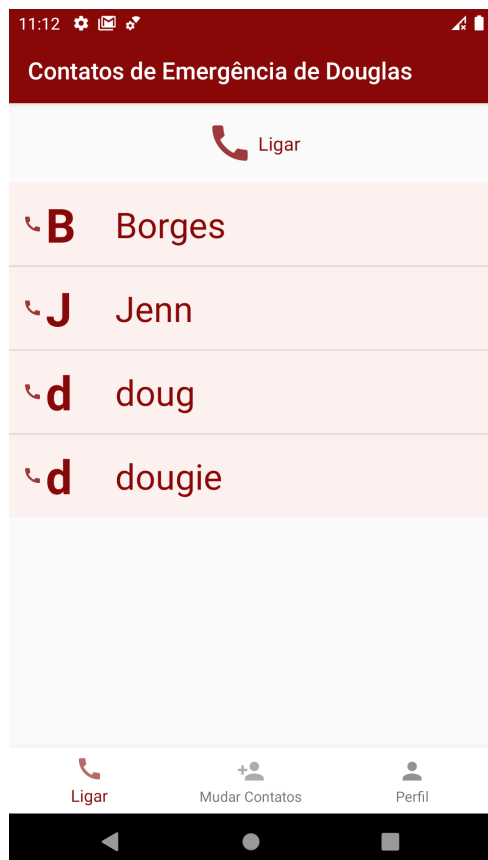 11:12
Contatos de Emergência de Douglas
Ligar
B Borges
J Jenn
d doug
d dougie
Ligar Mudar Contatos Perfil